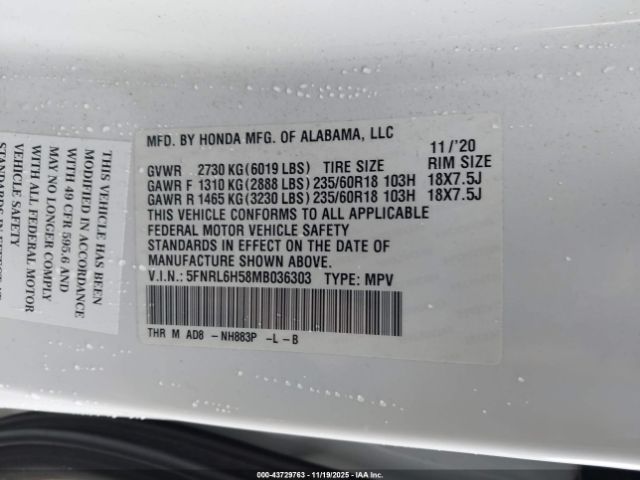 MFD. BY HONDA MFG. OF ALABAMA, LLC 11/'20
GVWR 2730 KG (6019 LBS) TIRE SIZE RIM SIZE
GAWR F 1310 KG (2888 LBS) 235/60R18 103H 18X7.5J
GAWR R 1465 KG (3230 LBS) 235/60R18 103H 18X7.5J
THIS VEHICLE CONFORMS TO ALL APPLICABLE
FEDERAL MOTOR VEHICLE SAFETY
STANDARDS IN EFFECT ON THE DATE OF
MANUFACTURE SHOWN ABOVE.
V.I.N.: 5FNRL6H58MB036303 TYPE: MPV
THR M AD8 - NH883P -L-B
THIS VEHICLE HAS BEEN
MODIFIED IN ACCORDANCE
WITH 49 CFR 595.6 AND
MAY NO LONGER COMPLY
WITH ALL FEDERAL MOTOR
VEHICLE SAFETY
STANDARDS IN
00-43729763 | 11/19/2025 | IAA, Inc.